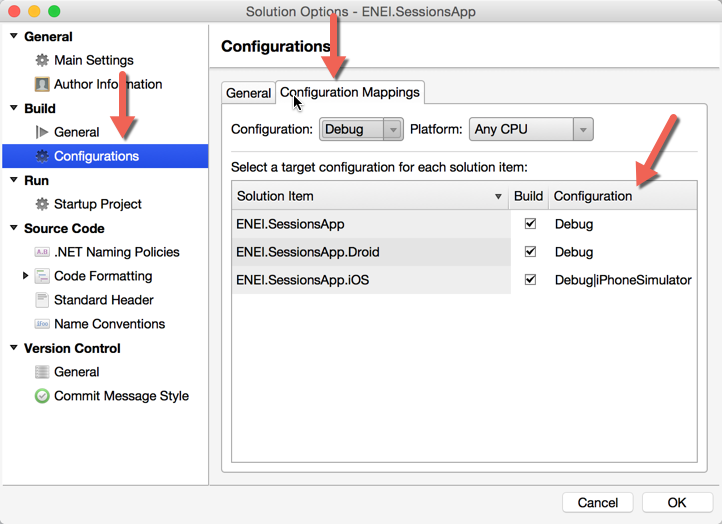 Solution Options - ENEI.SessionsApp
General
Main Settings
Author Information
Build
General
Configurations
Run
Startup Project
Source Code
.NET Naming Policies
Code Formatting
Standard Header
Name Conventions
Version Control
General
Commit Message Style
Configurations
General Configuration Mappings
Configuration: Debug Platform: Any CPU
Select a target configuration for each solution item:
Solution Item Build Configuration
ENEI.SessionsApp Debug
ENEI.SessionsApp.Droid Debug
ENEI.SessionsApp.iOS Debug|iPhoneSimulator
Cancel OK